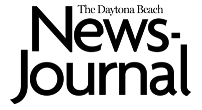 The Daytona Beach
News-
Journal